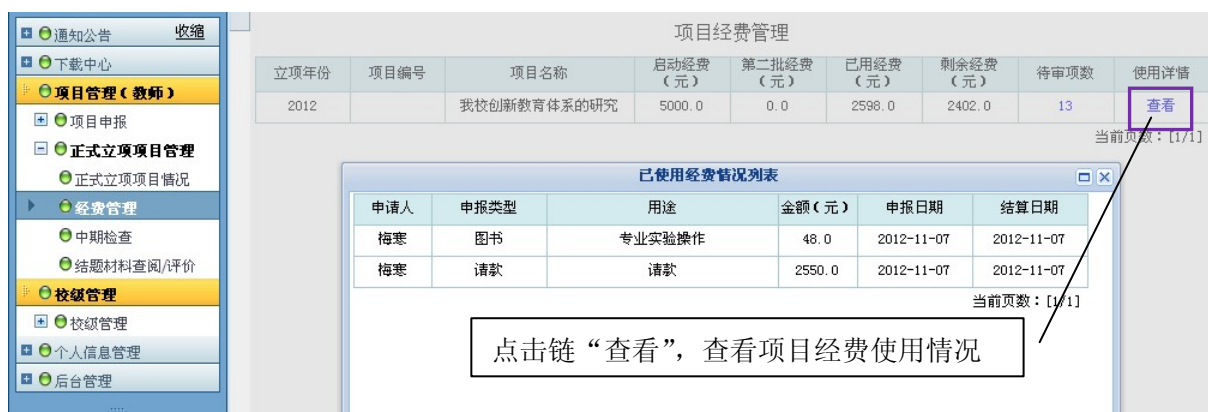 通知公告 收缩
下载中心
项目管理(教师)
项目申报
正式立项项目管理
正式立项项目情况
经费管理
中期检查
结题材料查阅/评价
校级管理
校级管理
个人信息管理
后台管理
项目经费管理
立项年份 项目编号 项目名称 启动经费(元) 第二批经费(元) 已用经费(元) 剩余经费(元) 待审项数 使用详情
2012 我校创新教育体系的研究 5000.0 0.0 2598.0 2402.0 13 查看
当前页数:[1/1]
已使用经费情况列表
申请人 申报类型 用途 金额(元) 申报日期 结算日期
梅寒 图书 专业实验操作 48.0 2012-11-07 2012-11-07
梅寒 请款 请款 2550.0 2012-11-07 2012-11-07
当前页数:[1/1]
点击链“查看”，查看项目经费使用情况